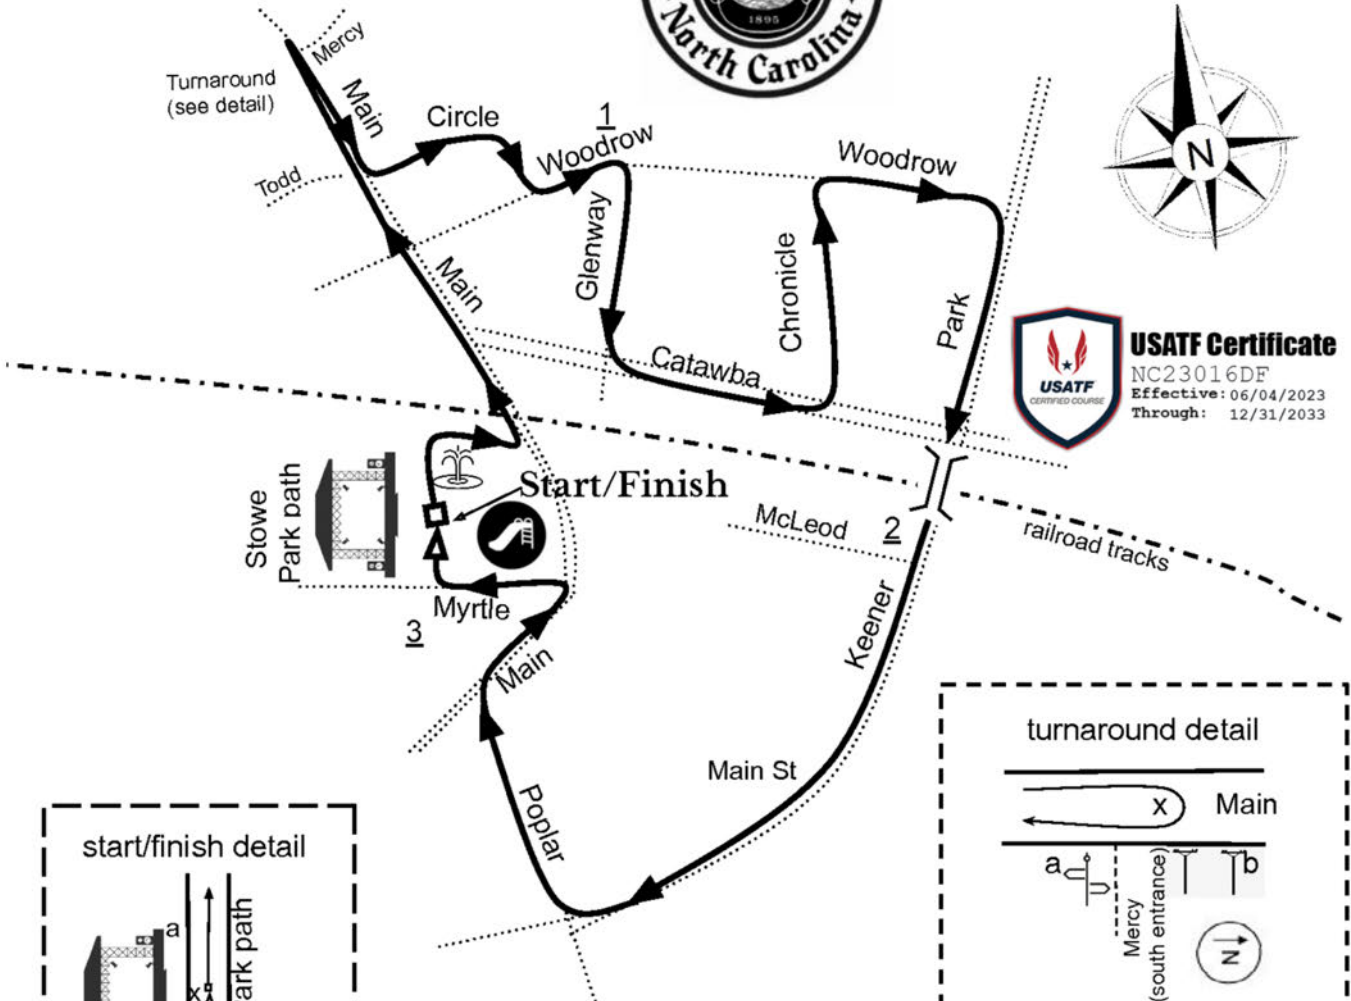 1895
North Carolina
Mercy
Turnaround
(see detail)
Main
Circle
1
Woodrow
Woodrow
Todd
N
Glenway
Chronicle
Main
Park
Catawba
USATF
CERTIFIED COURSE
USATF Certificate
NC23016DF
Effective: 06/04/2023
Through: 12/31/2033
Stowe
Park path
Start/Finish
McLeod
2
railroad tracks
Myrtle
3
Keener
Main
Main St
Poplar
turnaround detail
x
Main
a
b
Mercy
(south entrance)
N
start/finish detail
a
ark path
x